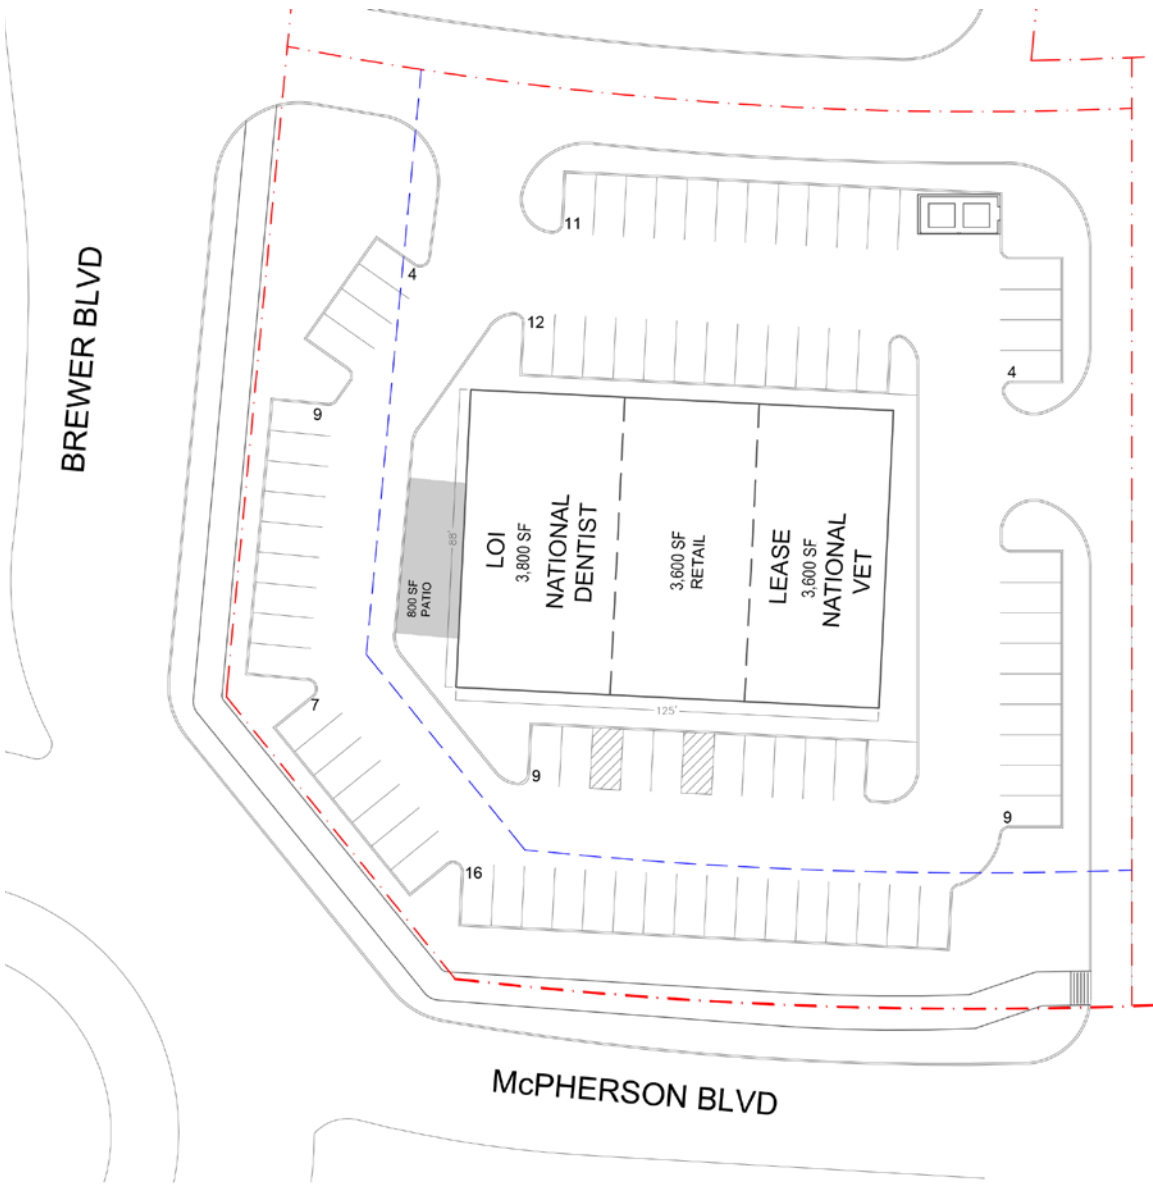 11
4
12
4
BREWER BLVD
9
LOI
3,800 SF
NATIONAL
DENTIST
3,600 SF
RETAIL
LEASE
3,600 SF
NATIONAL
VET
88'
800 SF
PATIO
7
125'
9
9
16
McPHERSON BLVD